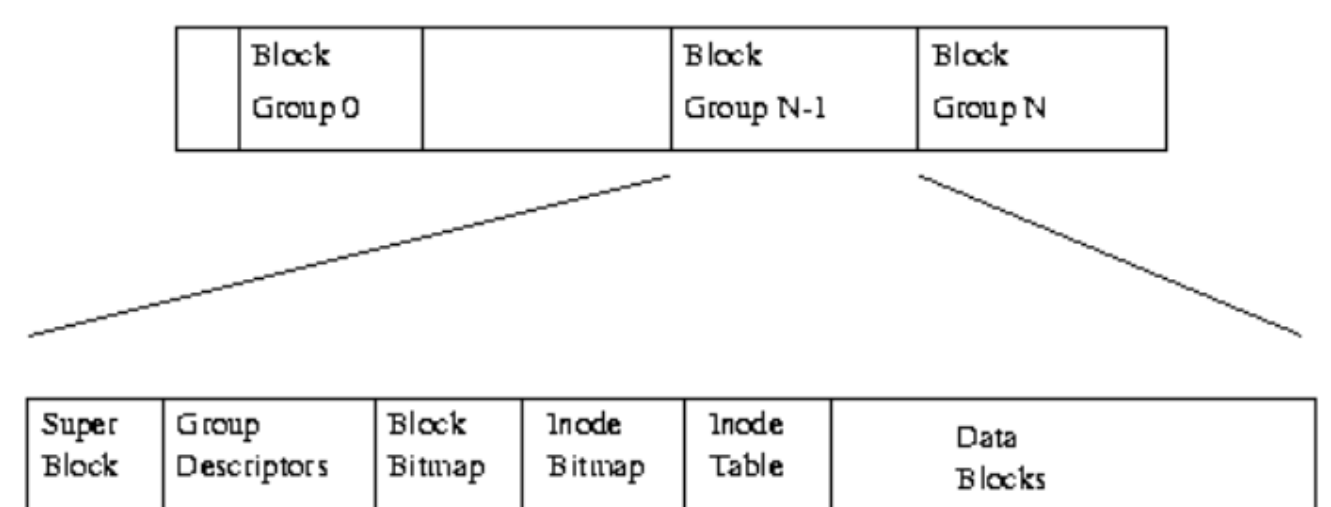 Block
Group 0
Block
Group N-1
Block
Group N
Super
Block
Group
Descriptors
Block
Bitmap
Inode
Bitmap
Inode
Table
Data
Blocks